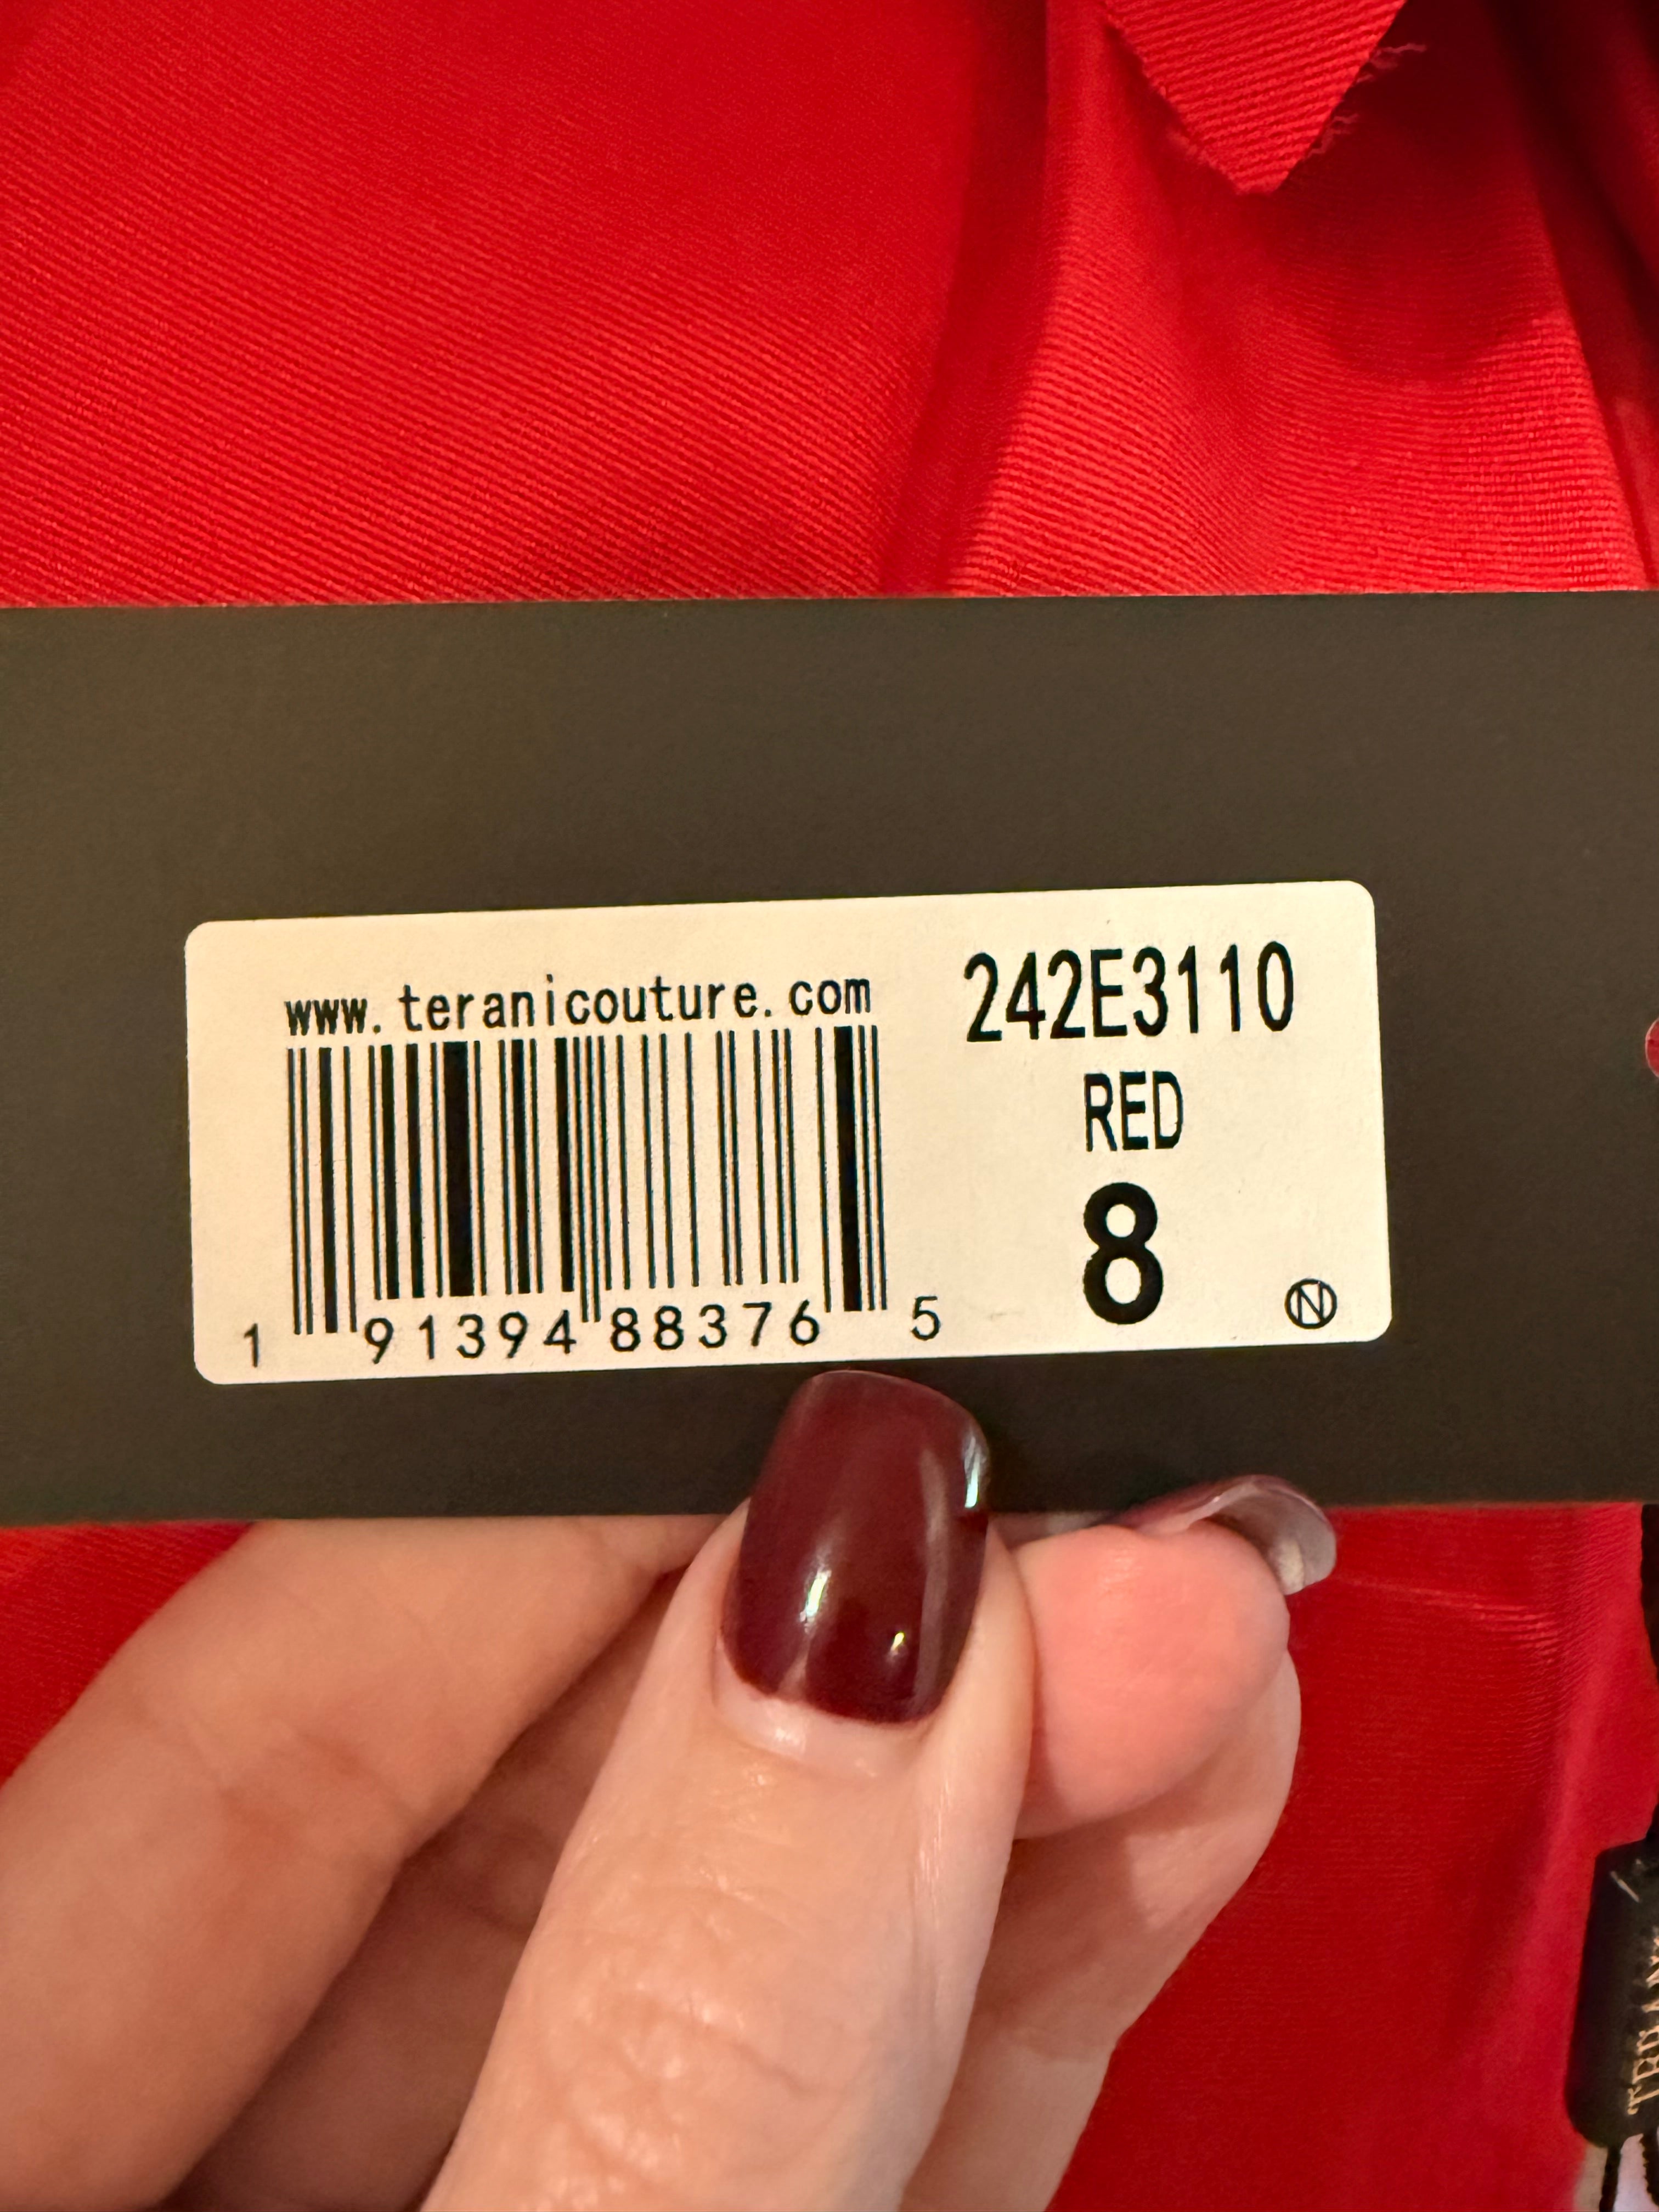 www.teranicouture.com
1 91394 88376 5
242E3110
RED
8
N